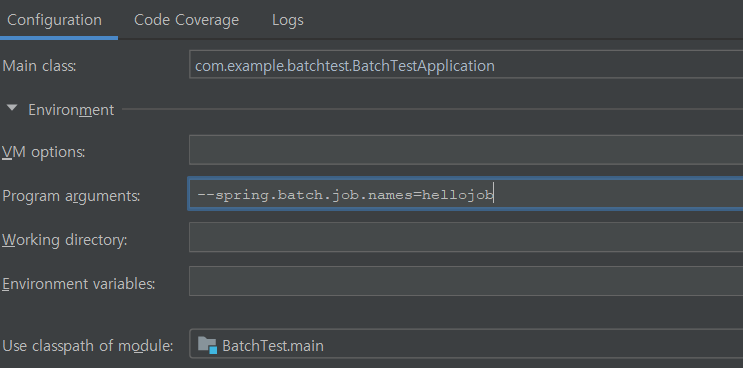 Configuration Code Coverage Logs
Main class: com.example.batchtest.BatchTestApplication
Environment
VM options:
Program arguments: --spring.batch.job.names=hellojob
Working directory:
Environment variables:
Use classpath of module: BatchTest.main